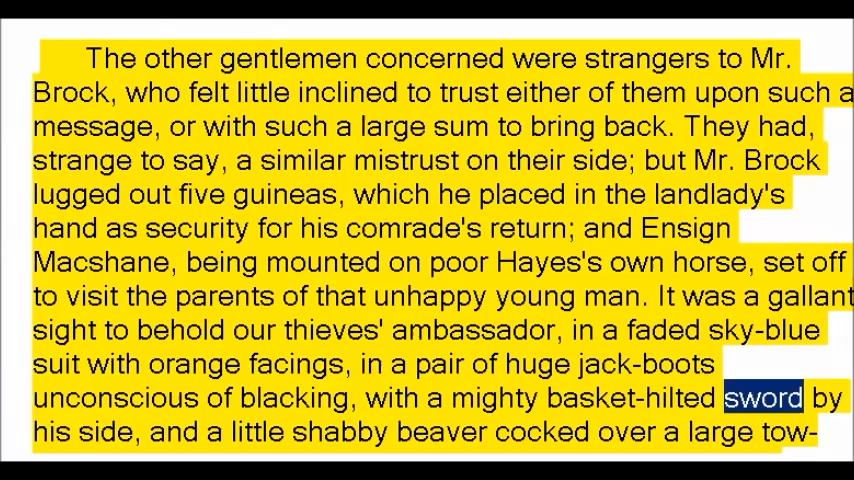 The other gentlemen concerned were strangers to Mr.
Brock, who felt little inclined to trust either of them upon such a
message, or with such a large sum to bring back. They had,
strange to say, a similar mistrust on their side; but Mr. Brock
lugged out five guineas, which he placed in the landlady's
hand as security for his comrade's return; and Ensign
Macshane, being mounted on poor Hayes's own horse, set off
to visit the parents of that unhappy young man. It was a gallant
sight to behold our thieves' ambassador, in a faded sky-blue
suit with orange facings, in a pair of huge jack-boots
unconscious of blacking, with a mighty basket-hilted sword by
his side, and a little shabby beaver cocked over a large tow-